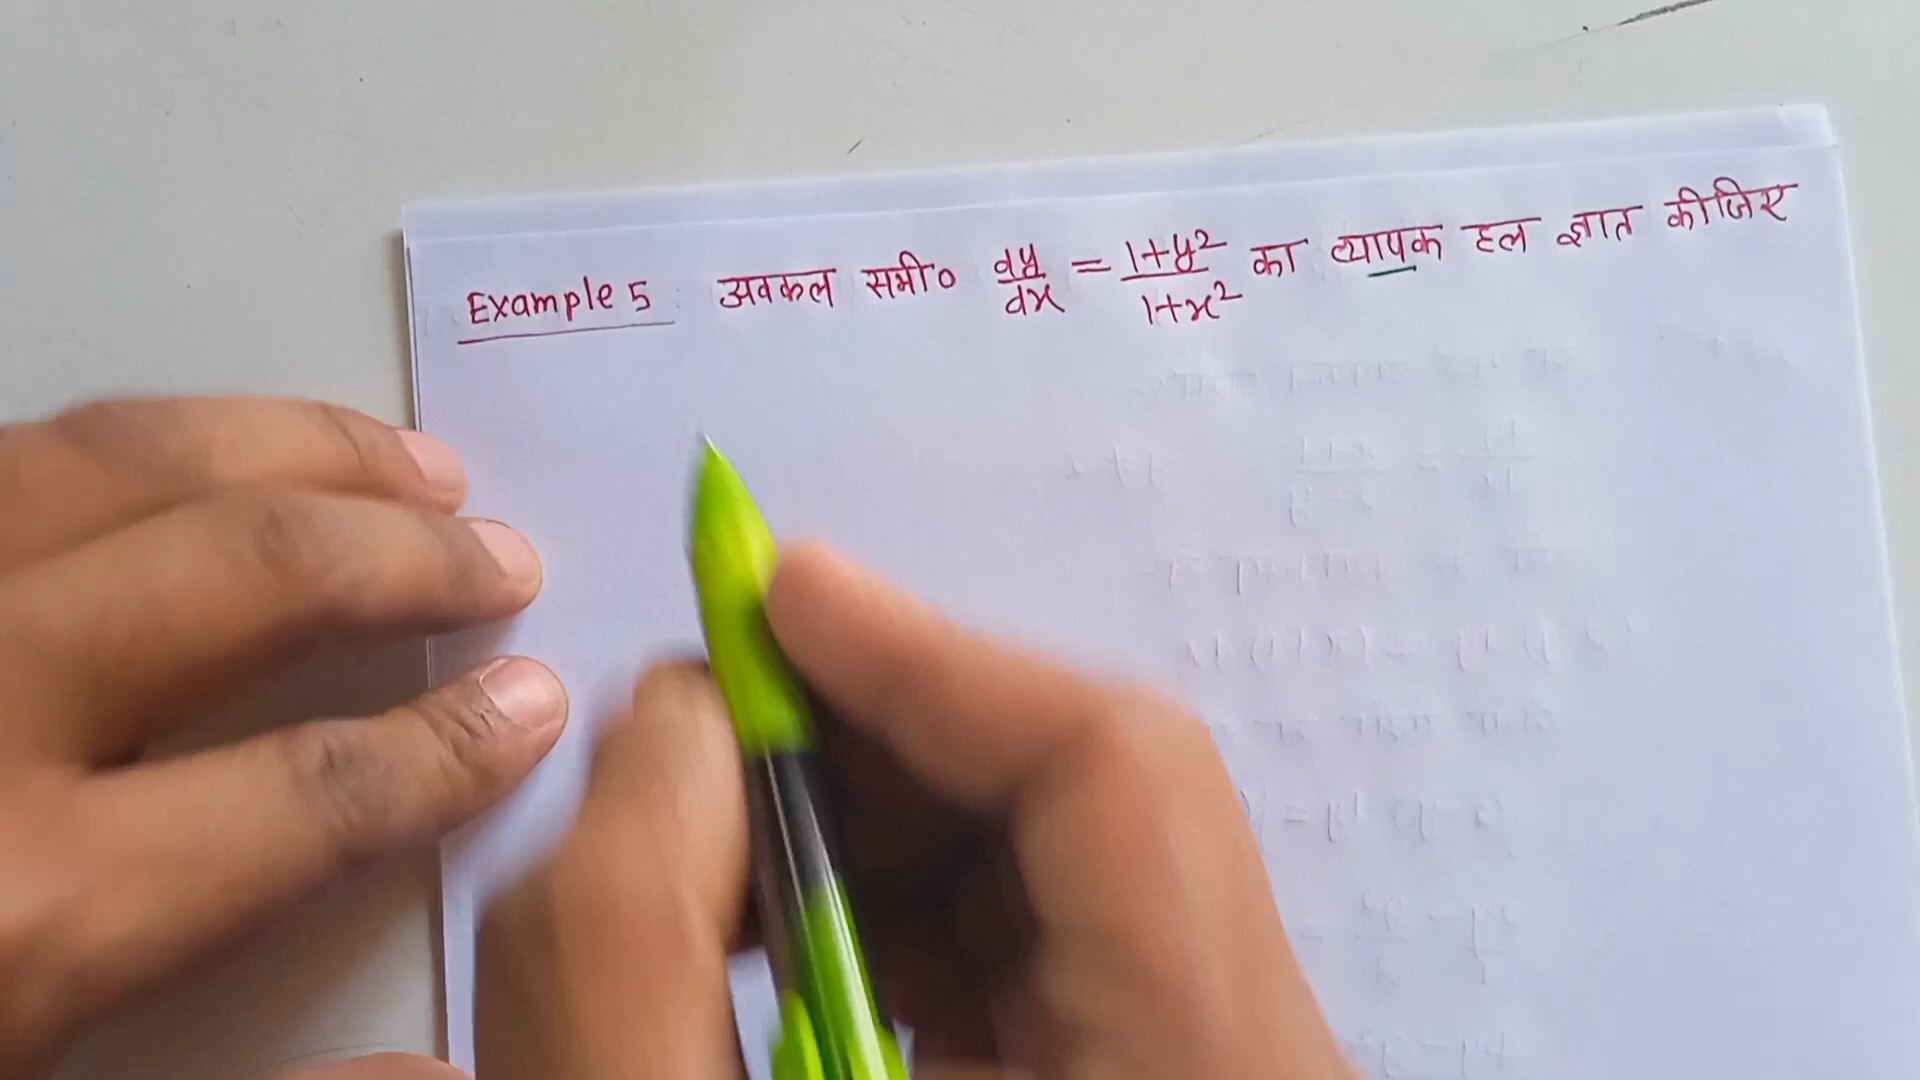 Example 5 : अवकल समी० dy/dx = 1+y²/1+x² का व्यापक हल ज्ञात कीजिए